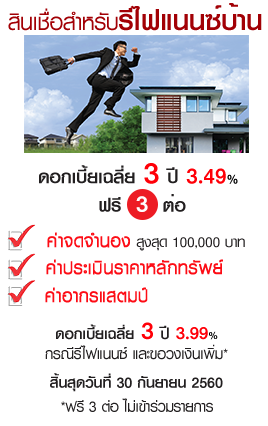 สินเชื่อสำหรับรีไฟแนนซ์บ้าน
ดอกเบี้ยเฉลี่ย 3 ปี 3.49%
ฟรี 3 ต่อ
ค่าจดจำนอง สูงสุด 100,000 บาท
ค่าประเมินราคาหลักทรัพย์
ค่าอากรแสตมป์
ดอกเบี้ยเฉลี่ย 3 ปี 3.99%
กรณีรีไฟแนนซ์ และขอวงเงินเพิ่ม*
สิ้นสุดวันที่ 30 กันยายน 2560
*ฟรี 3 ต่อ ไม่เข้าร่วมรายการ